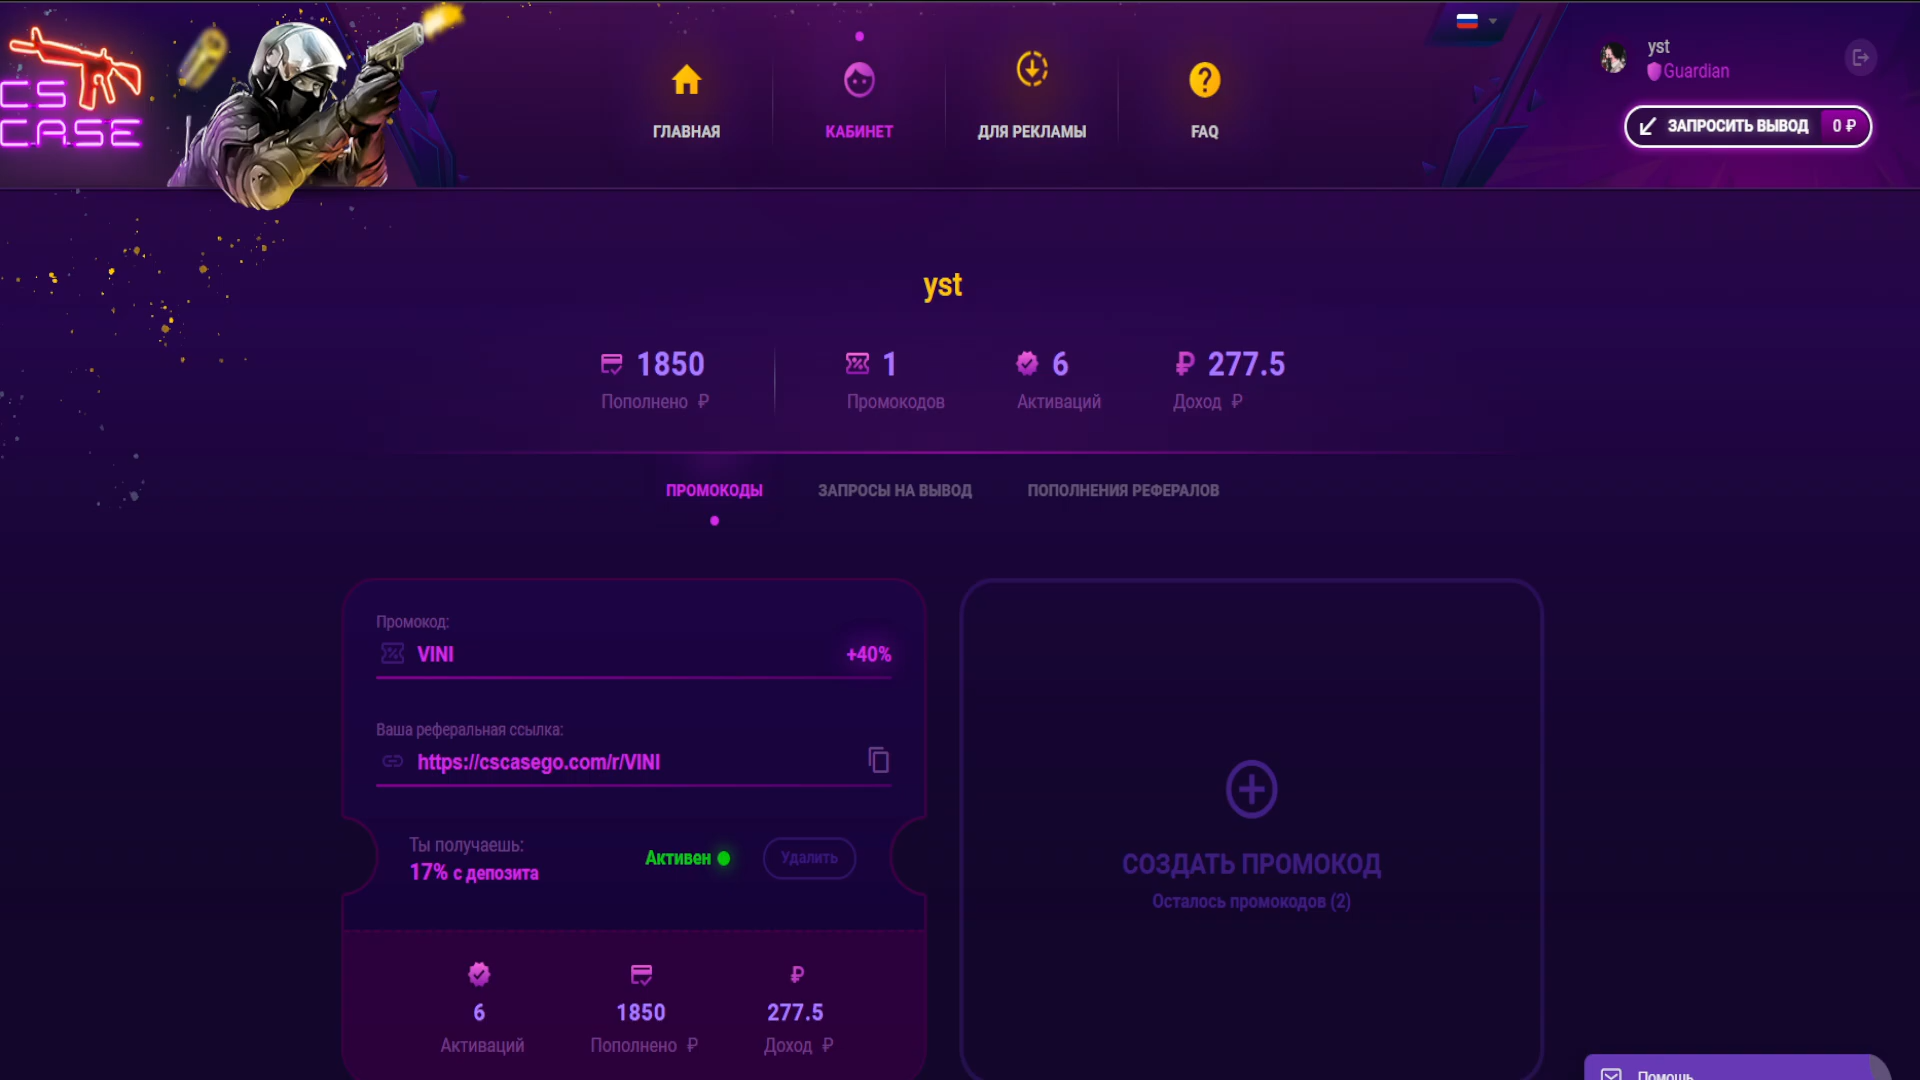 CS
CASE
ГЛАВНАЯ
КАБИНЕТ
ДЛЯ РЕКЛАМЫ
FAQ
yst
Guardian
ЗАПРОСИТЬ ВЫВОД 0 ₽
yst
1850
Пополнено ₽
1
Промокодов
6
Активаций
₽ 277.5
Доход ₽
ПРОМОКОДЫ
ЗАПРОСЫ НА ВЫВОД
ПОПОЛНЕНИЯ РЕФЕРАЛОВ
Промокод:
VINI +40%
Ваша реферальная ссылка:
https://cscasego.com/r/VINI
Ты получаешь:
17% с депозита
Активен
Удалить
6
Активаций
1850
Пополнено ₽
₽
277.5
Доход ₽
СОЗДАТЬ ПРОМОКОД
Осталось промокодов (2)
Помощь